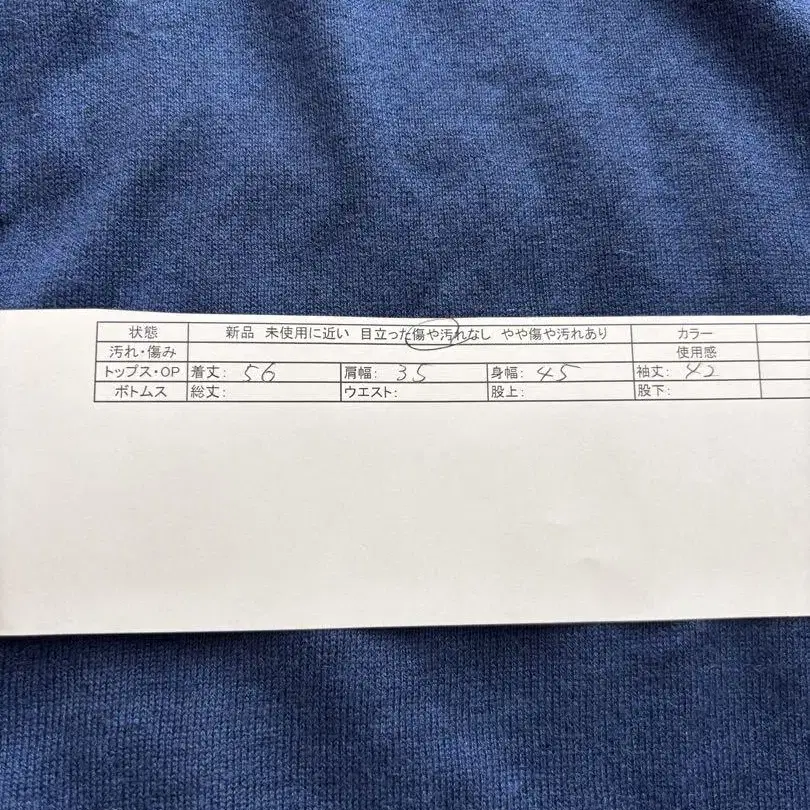 状態 新品 未使用に近い 目立った傷や汚れなし やや傷や汚れあり カラー
汚れ・傷み 使用感
トップス・OP 着丈: 56 肩幅: 35 身幅: 45 袖丈: 42
ボトムス 総丈: ウエスト: 股上: 股下: